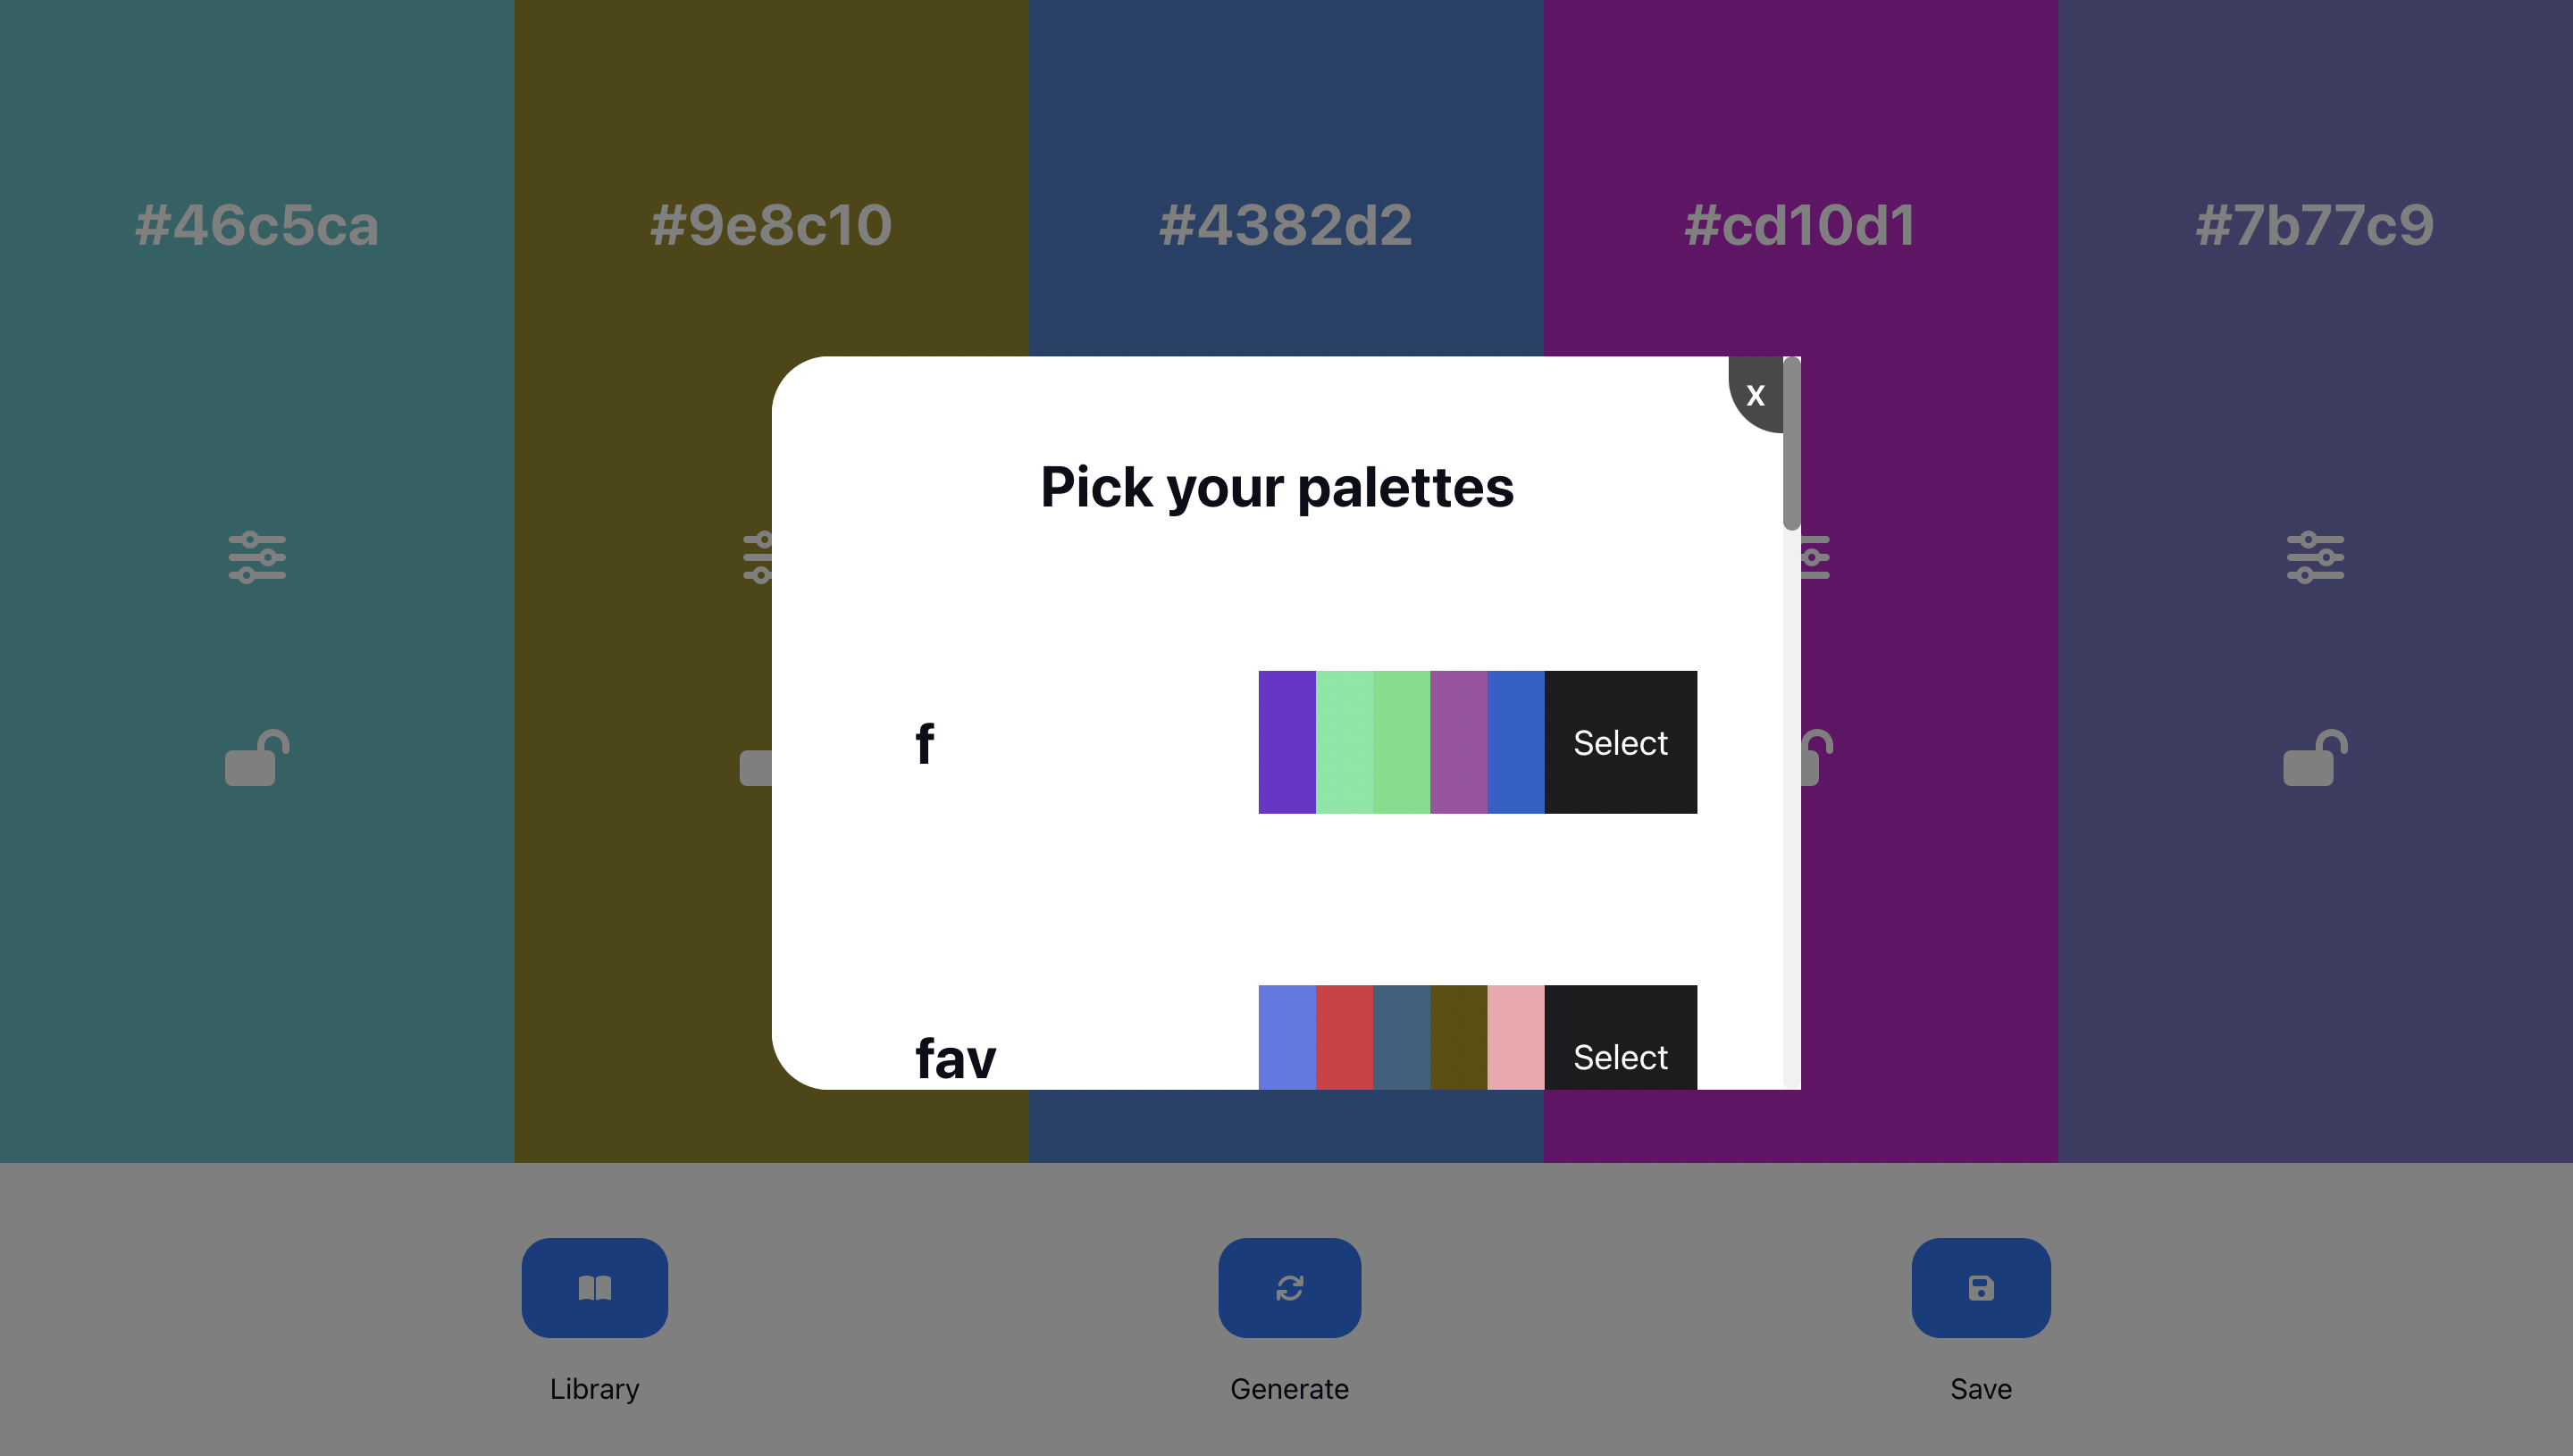 #46c5ca
#9e8c10
#4382d2
#cd10d1
#7b77c9
X
Pick your palettes
f
Select
fav
Select
Library
Generate
Save